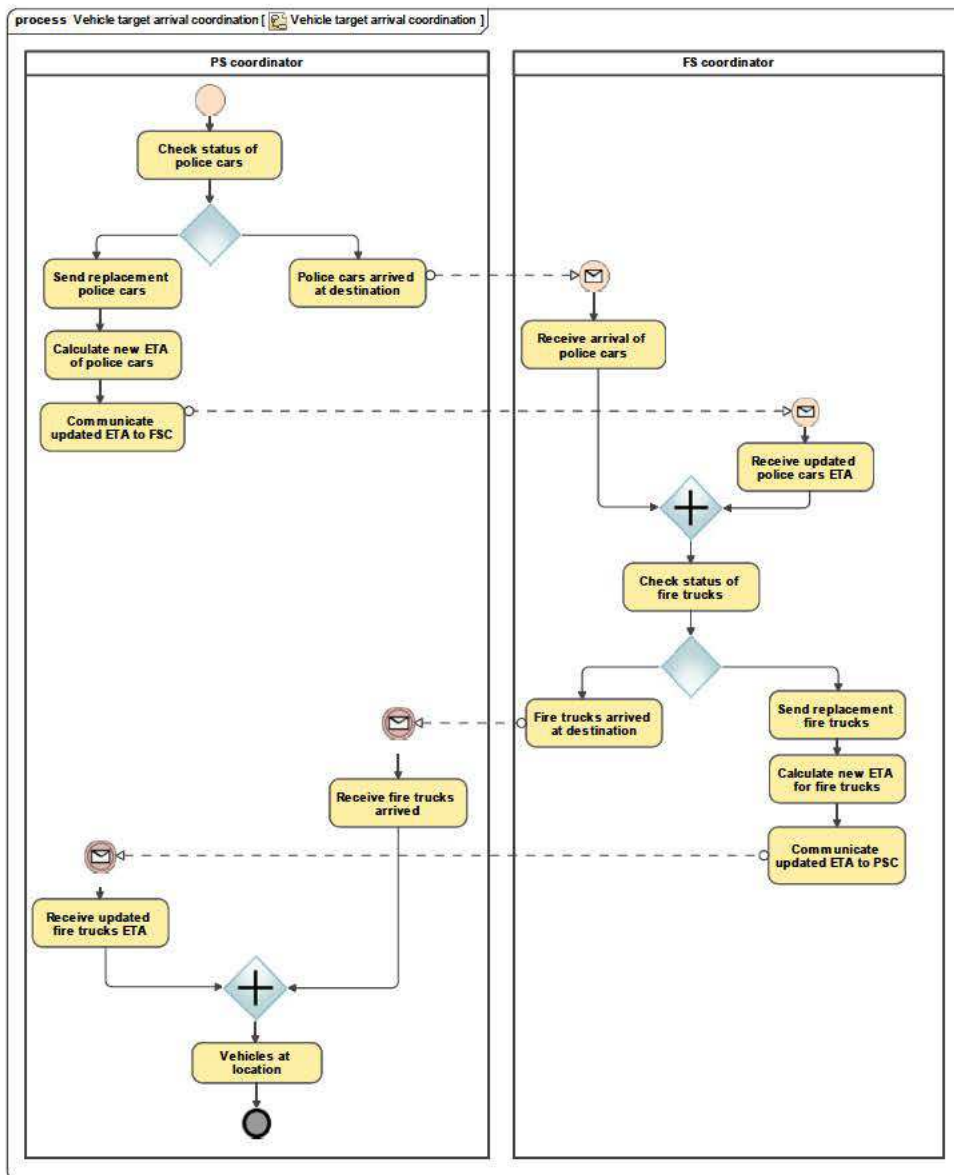 process Vehicle target arrival coordination [ Vehicle target arrival coordination ]
PS coordinator
FS coordinator
Check status of
police cars
Send replacement
police cars
Police cars arrived
at destination
Calculate new ETA
of police cars
Receive arrival of
police cars
Communicate
updated ETA to FSC
Receive updated
police cars ETA
Check status of
fire trucks
Fire trucks arrived
at destination
Send replacement
fire trucks
Calculate new ETA
for fire trucks
Receive fire trucks
arrived
Communicate
updated ETA to PSC
Receive updated
fire trucks ETA
Vehicles at
location